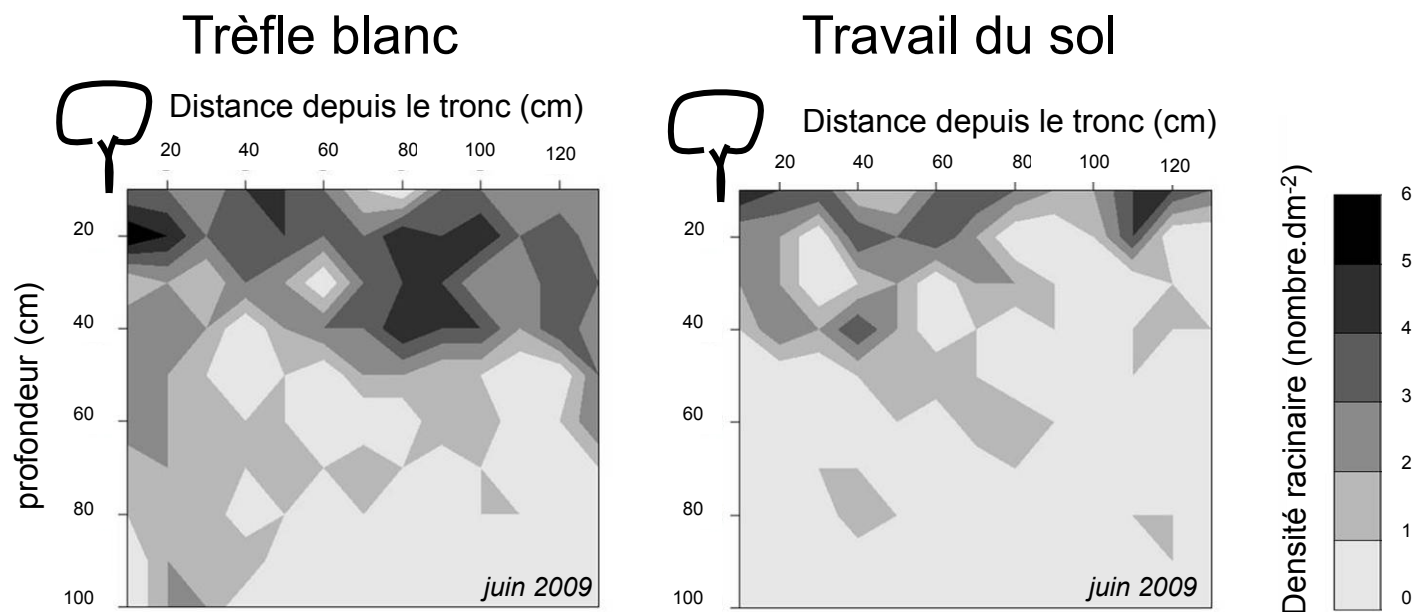 Trèfle blanc
Distance depuis le tronc (cm)
20 40 60 80 100 120
profondeur (cm)
20
40
60
80
100
juin 2009
Travail du sol
Distance depuis le tronc (cm)
20 40 60 80 100 120
20
40
60
80
100
juin 2009
Densité racinaire (nombre.dm⁻²)
6
5
4
3
2
1
0